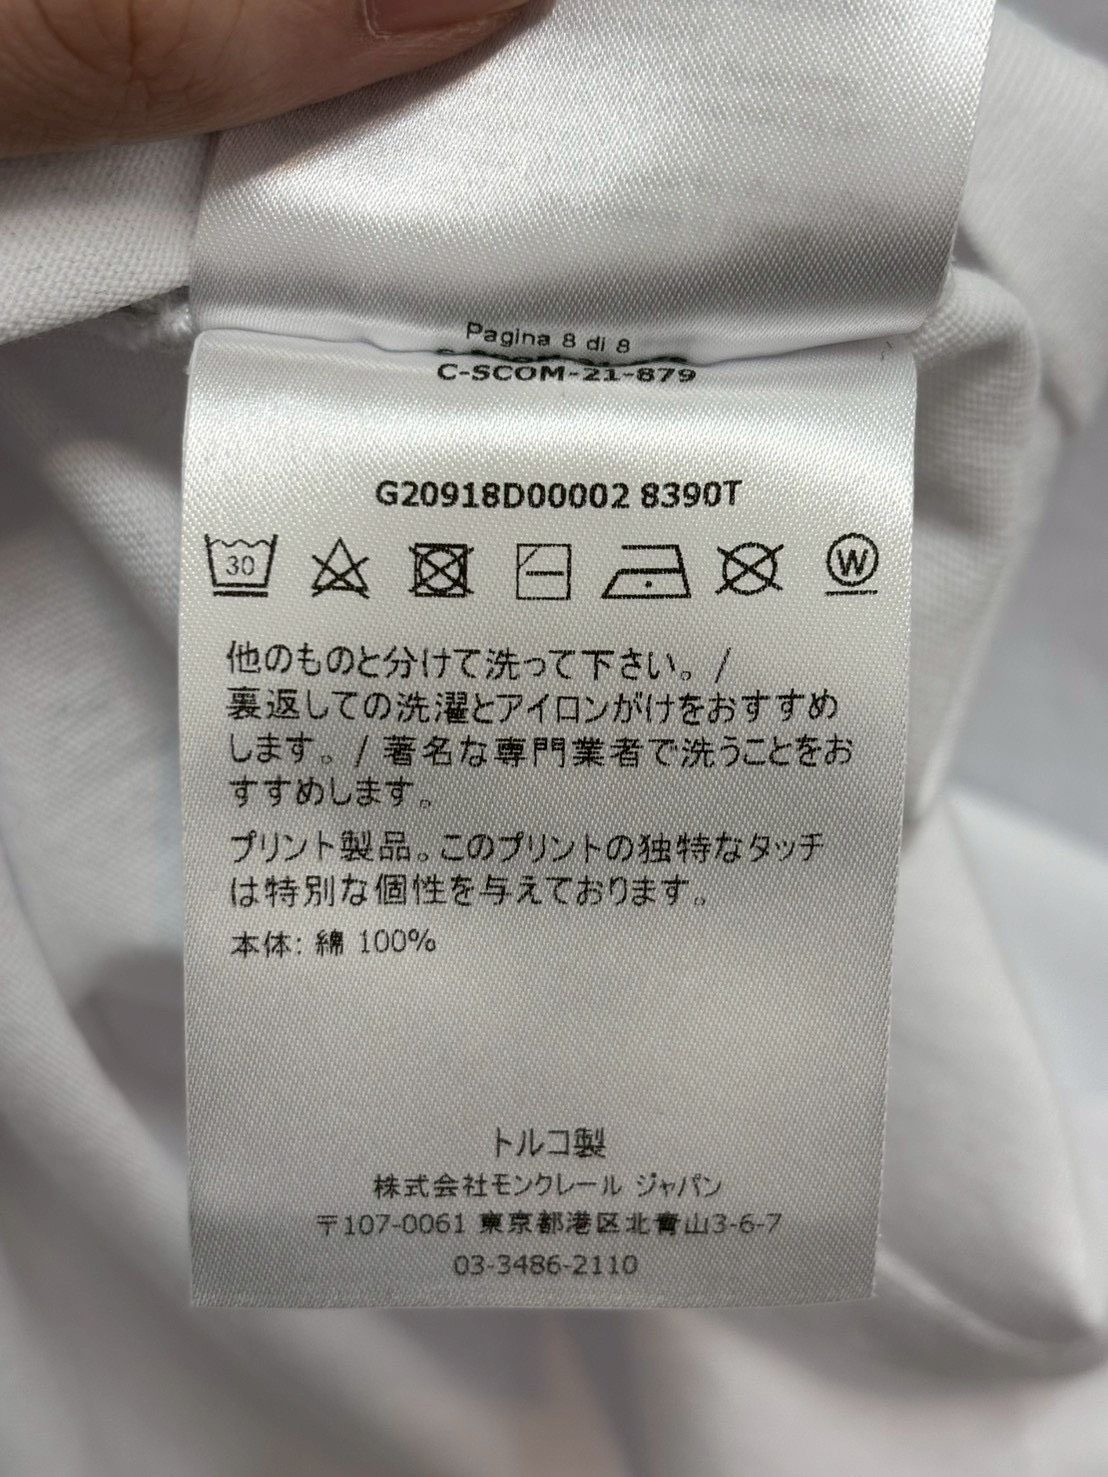 Pagina 8 di 8
C-SCOM-21-879
G20918D00002 8390T
30
W
他のものと分けて洗って下さい。 /
裏返しての洗濯とアイロンがけをおすすめ
します。 / 著名な専門業者で洗うことをお
すすめします。
プリント製品。このプリントの独特なタッチ
は特別な個性を与えております。
本体: 綿 100%
トルコ製
株式会社モンクレール ジャパン
〒107-0061 東京都港区北青山3-6-7
03-3486-2110